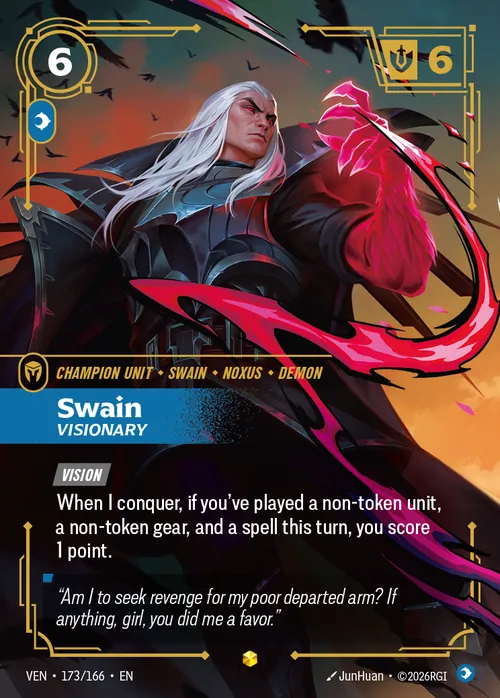 6
6
CHAMPION UNIT • SWAIN • NOXUS • DEMON
Swain
VISIONARY
VISION
When I conquer, if you’ve played a non-token unit,
a non-token gear, and a spell this turn, you score
1 point.
“Am I to seek revenge for my poor departed arm? If
anything, girl, you did me a favor.”
VEN • 173/166 • EN
JunHuan • ©2026RGI